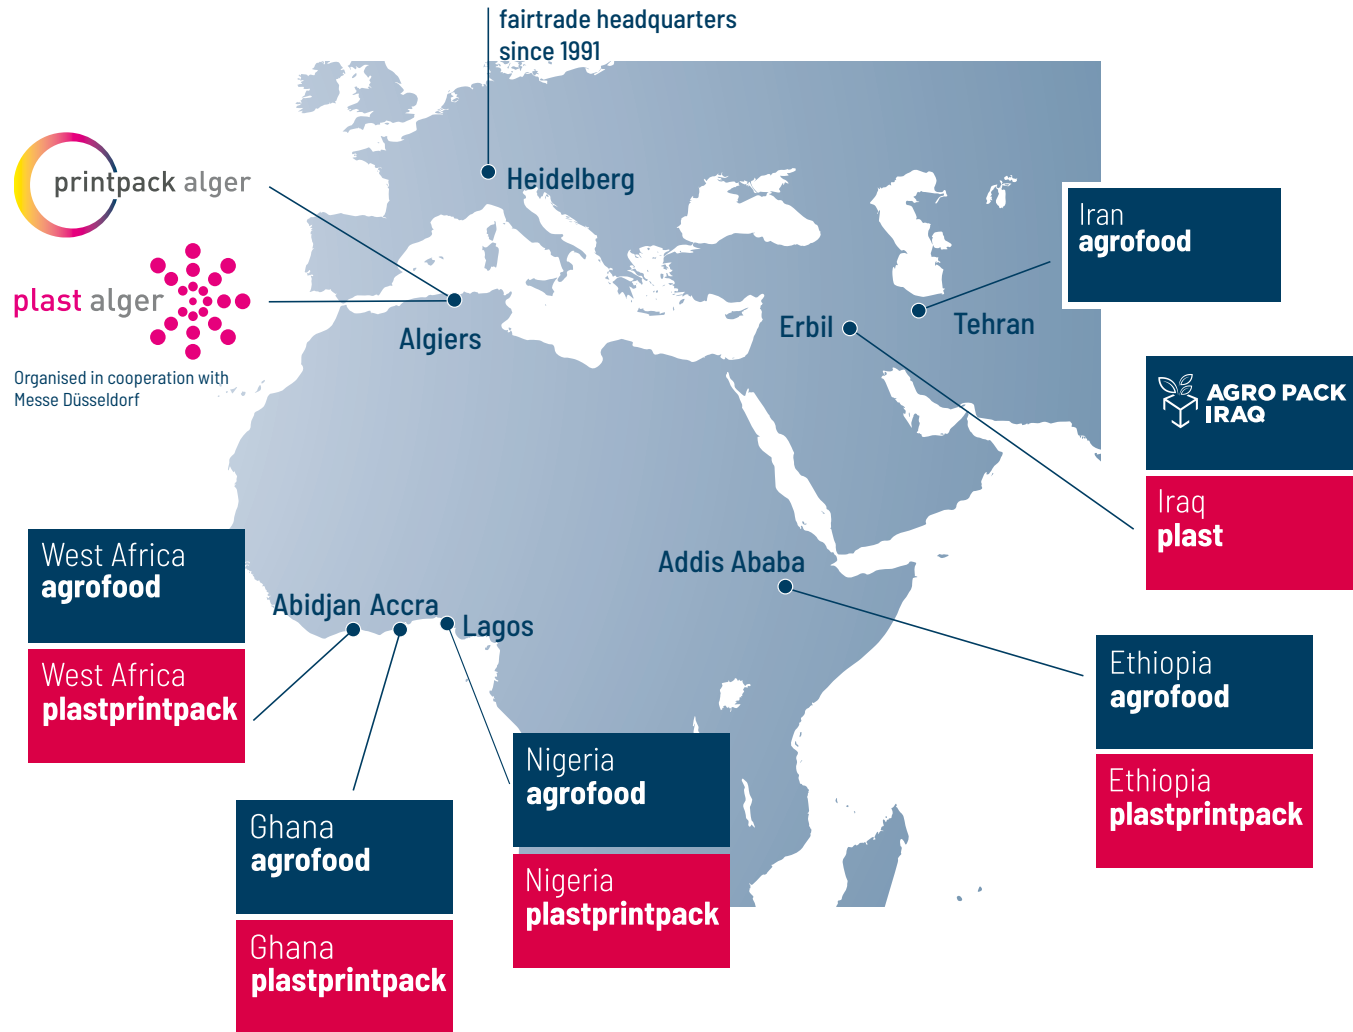 fairtrade headquarters
since 1991
Heidelberg
printpack alger
plast alger
Organised in cooperation with
Messe Düsseldorf
Algiers
Erbil
Tehran
Iran
agrofood
AGRO PACK
IRAQ
Iraq
plast
West Africa
agrofood
West Africa
plastprintpack
Abidjan
Accra
Lagos
Addis Ababa
Ethiopia
agrofood
Ethiopia
plastprintpack
Nigeria
agrofood
Nigeria
plastprintpack
Ghana
agrofood
Ghana
plastprintpack